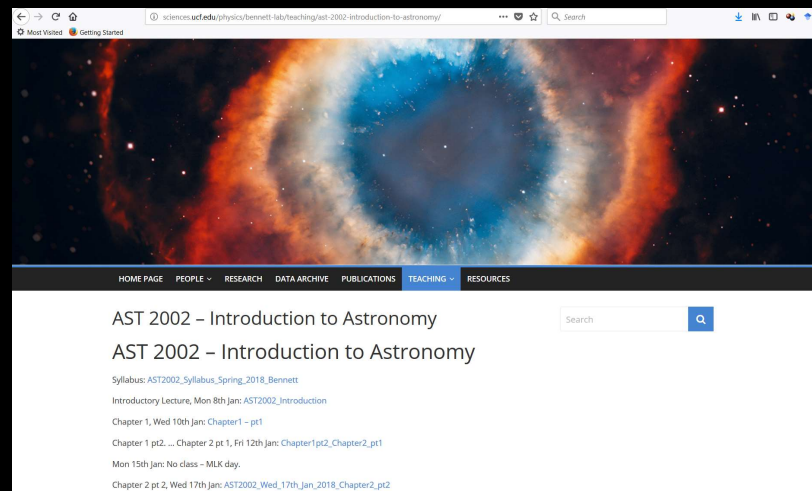 sciences.ucf.edu/physics/bennett-lab/teaching/ast-2002-introduction-to-astronomy/
Search
Most Visited Getting Started
HOME PAGE PEOPLE RESEARCH DATA ARCHIVE PUBLICATIONS TEACHING RESOURCES
AST 2002 – Introduction to Astronomy
Search
AST 2002 – Introduction to Astronomy
Syllabus: AST2002_Syllabus_Spring_2018_Bennett
Introductory Lecture, Mon 8th Jan: AST2002_Introduction
Chapter 1, Wed 10th Jan: Chapter1 – pt1
Chapter 1 pt2. ... Chapter 2 pt 1, Fri 12th Jan: Chapter1pt2_Chapter2_pt1
Mon 15th Jan: No class – MLK day.
Chapter 2 pt 2, Wed 17th Jan: AST2002_Wed_17th_Jan_2018_Chapter2_pt2